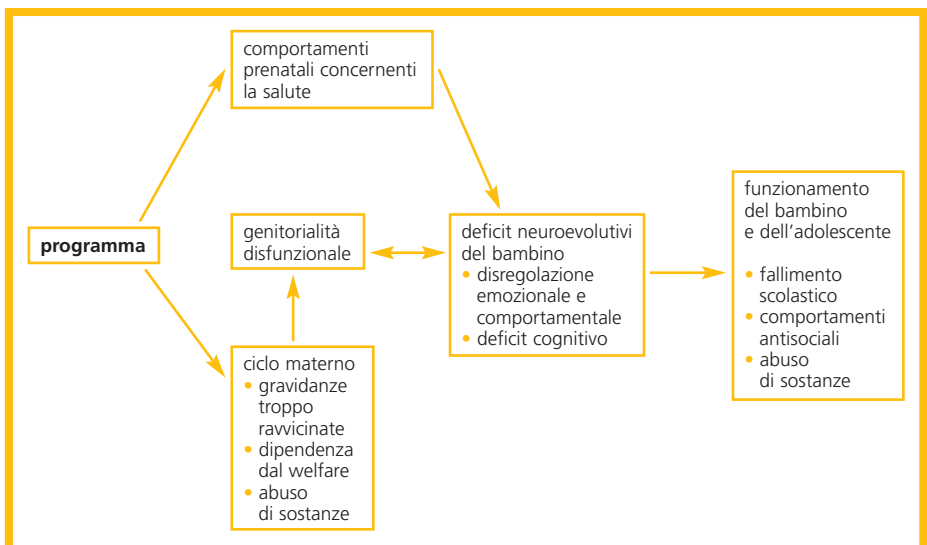 comportamenti
prenatali concernenti
la salute
programma
genitorialità
disfunzionale
deficit neuroevolutivi
del bambino
• disregolazione
emozionale e
comportamentale
• deficit cognitivo
funzionamento
del bambino
e dell'adolescente
• fallimento
scolastico
• comportamenti
antisociali
• abuso
di sostanze
ciclo materno
• gravidanze
troppo
ravvicinate
• dipendenza
dal welfare
• abuso
di sostanze